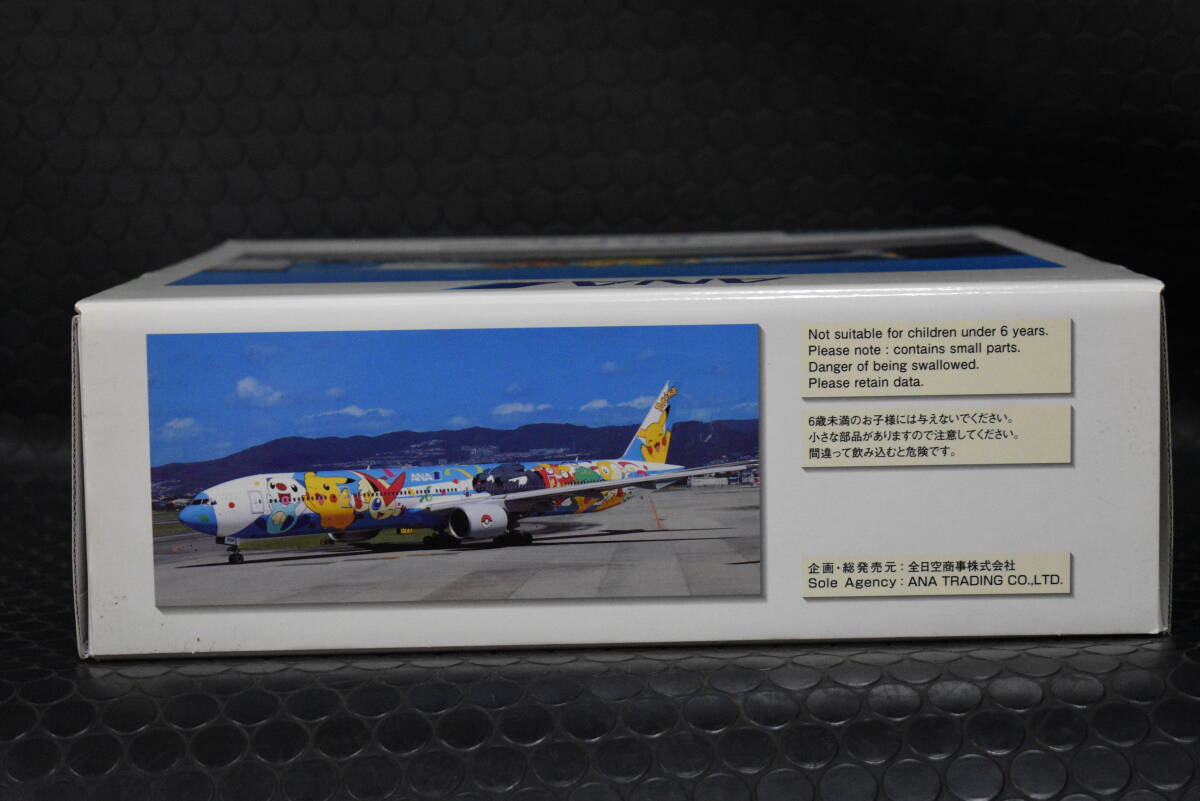 ANA
ANA
Not suitable for children under 6 years.
Please note : contains small parts.
Danger of being swallowed.
Please retain data.
6歳未満のお子様には与えないでください。
小さな部品がありますので注意してください。
間違って飲み込むと危険です。
企画・総発売元：全日空商事株式会社
Sole Agency : ANA TRADING CO.,LTD.